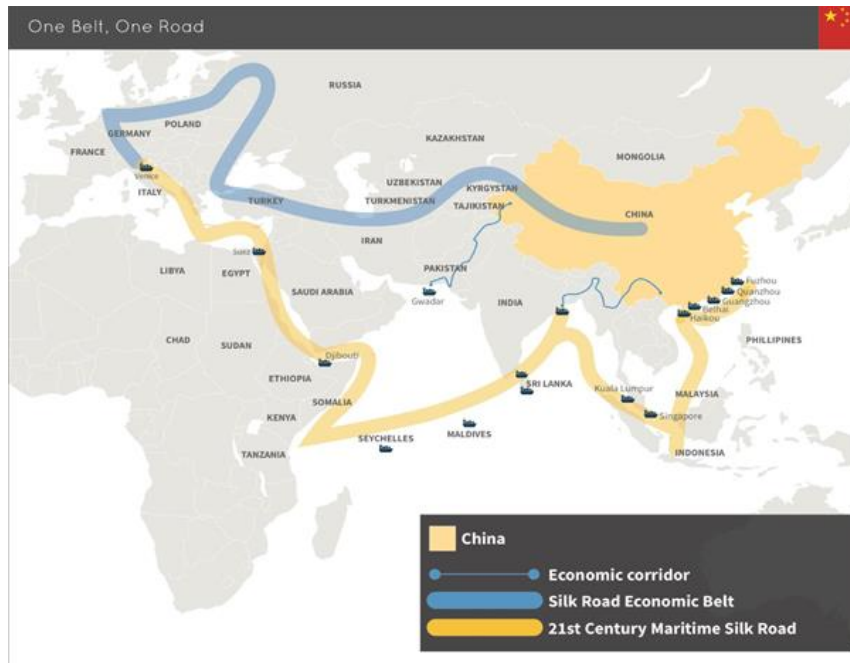 One Belt, One Road
RUSSIA
POLAND
GERMANY
FRANCE
KAZAKHSTAN
MONGOLIA
Venice
ITALY
UZBEKISTAN
KYRGYSTAN
TURKEY
TURKMENISTAN
TAJIKISTAN
CHINA
IRAN
Suez
LIBYA
EGYPT
PAKISTAN
SAUDI ARABIA
Gwadar
INDIA
Fuzhou
Quanzhou
Guangzhou
Beihai
Haikou
CHAD
SUDAN
PHILLIPINES
Djibouti
ETHIOPIA
SRI LANKA
Kuala Lumpur
MALAYSIA
SOMALIA
KENYA
Singapore
SEYCHELLES
MALDIVES
TANZANIA
INDONESIA
China
Economic corridor
Silk Road Economic Belt
21st Century Maritime Silk Road